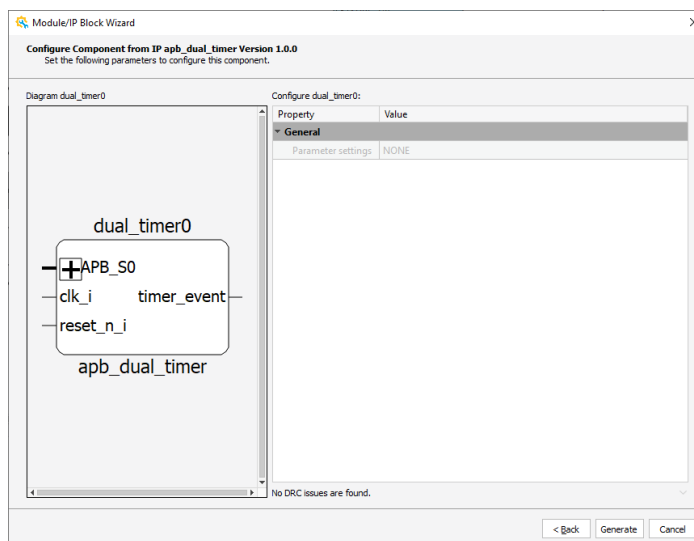 Module/IP Block Wizard
Configure Component from IP apb_dual_timer Version 1.0.0
Set the following parameters to configure this component.
Diagram dual_timer0
Configure dual_timer0:
Property Value
General
Parameter settings NONE
dual_timer0
APB_S0
clk_i timer_event
reset_n_i
apb_dual_timer
No DRC issues are found.
< Back Generate Cancel